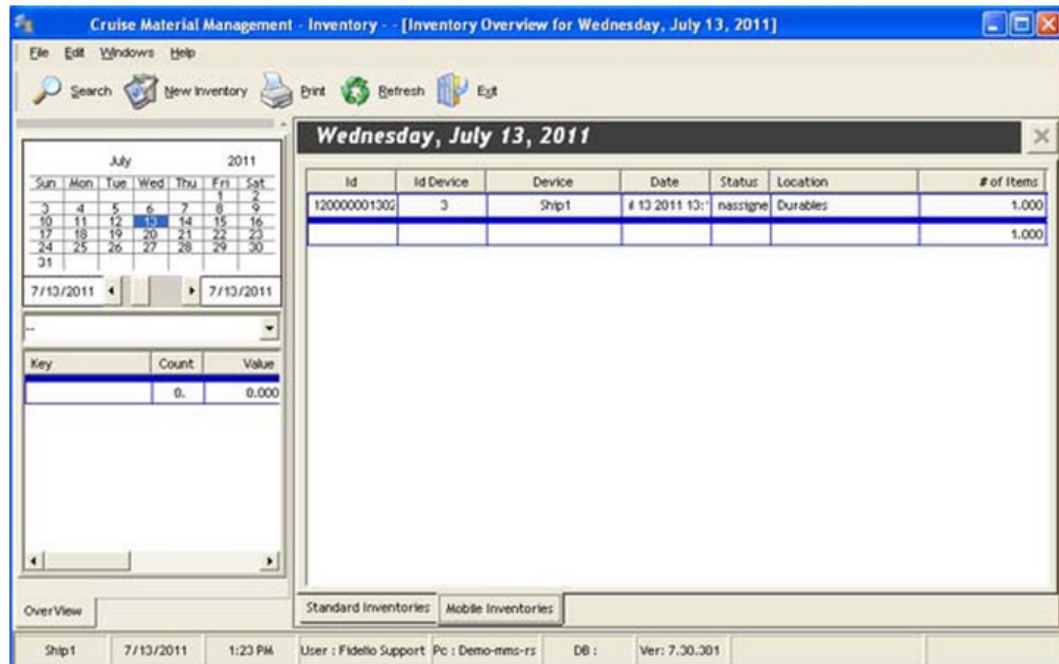 Cruise Material Management - Inventory - - [Inventory Overview for Wednesday, July 13, 2011]
File Edit Windows Help
Search New Inventory Print Refresh Exit
Wednesday, July 13, 2011
July 2011
Sun Mon Tue Wed Thu Fri Sat
1 2
3 4 5 6 7 8 9
10 11 12 13 14 15 16
17 18 19 20 21 22 23
24 25 26 27 28 29 30
31
7/13/2011 7/13/2011
--
Key Count Value
0. 0.000
OverView
Id Id Device Device Date Status Location # of Items
120000001302 3 Ship1 13 2011 13: nassigne Durables 1.000
1.000
Standard Inventories Mobile Inventories
Ship1 7/13/2011 1:23 PM User : Fidelio Support Pc : Demo-mms-rs DB : Ver: 7.30.301